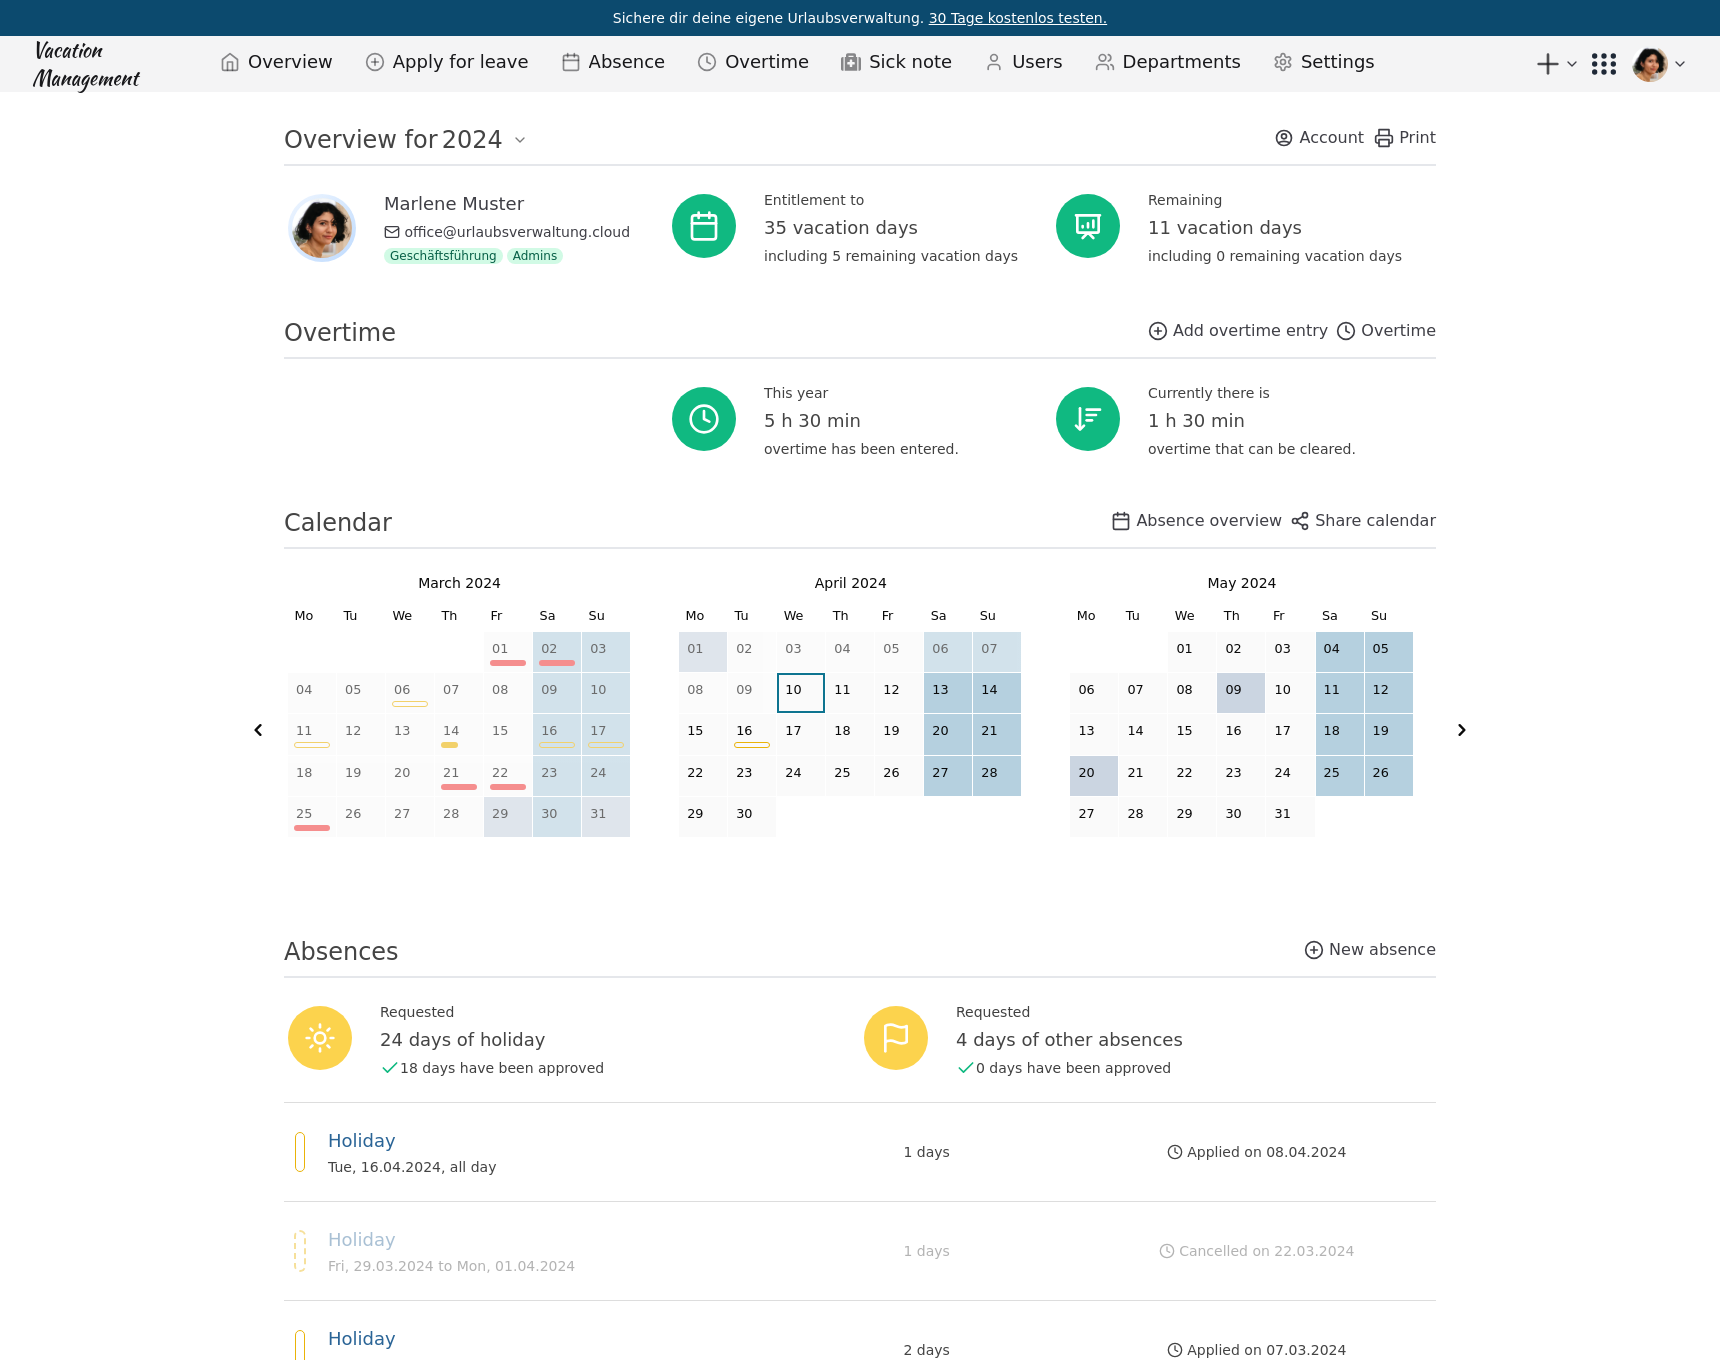 Sichere dir deine eigene Urlaubsverwaltung. 30 Tage kostenlos testen.
Vacation
Management
Overview Apply for leave Absence Overtime Sick note Users Departments Settings
Overview for 2024
Account Print
Marlene Muster
office@urlaubsverwaltung.cloud
Geschäftsführung Admins
Entitlement to
35 vacation days
including 5 remaining vacation days
Remaining
11 vacation days
including 0 remaining vacation days
Overtime
Add overtime entry Overtime
This year
5 h 30 min
overtime has been entered.
Currently there is
1 h 30 min
overtime that can be cleared.
Calendar
Absence overview Share calendar
March 2024
Mo Tu We Th Fr Sa Su
01 02 03
04 05 06 07 08 09 10
11 12 13 14 15 16 17
18 19 20 21 22 23 24
25 26 27 28 29 30 31
April 2024
Mo Tu We Th Fr Sa Su
01 02 03 04 05 06 07
08 09 10 11 12 13 14
15 16 17 18 19 20 21
22 23 24 25 26 27 28
29 30
May 2024
Mo Tu We Th Fr Sa Su
01 02 03 04 05
06 07 08 09 10 11 12
13 14 15 16 17 18 19
20 21 22 23 24 25 26
27 28 29 30 31
Absences
New absence
Requested
24 days of holiday
18 days have been approved
Requested
4 days of other absences
0 days have been approved
Holiday
Tue, 16.04.2024, all day
1 days
Applied on 08.04.2024
Holiday
Fri, 29.03.2024 to Mon, 01.04.2024
1 days
Cancelled on 22.03.2024
Holiday
2 days
Applied on 07.03.2024